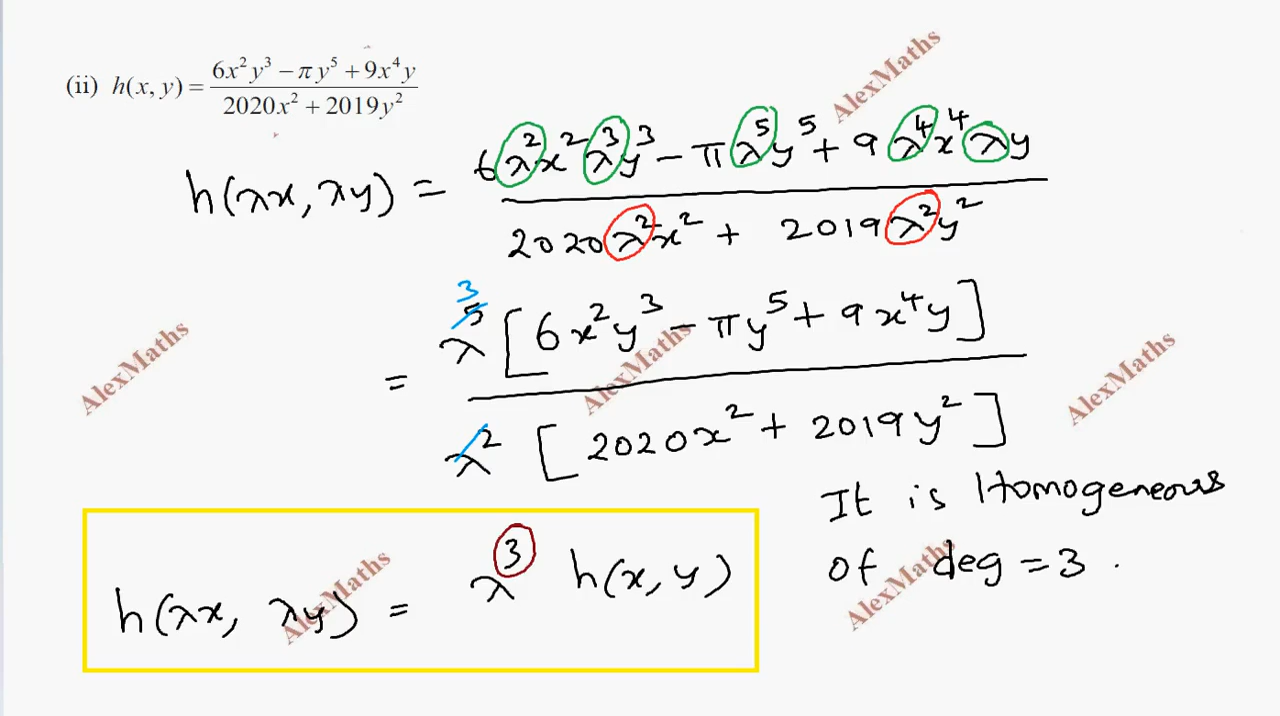 (ii) h(x, y) = (6x²y³ − πy⁵ + 9x⁴y) / (2020x² + 2019y²)
AlexMaths
h(λx, λy) = (6λ²x²λ³y³ − πλ⁵y⁵ + 9λ⁴x⁴λy) / (2020λ²x² + 2019λ²y²)
3
= λ⁵[6x²y³ − πy⁵ + 9x⁴y] / λ²[2020x² + 2019y²]
AlexMaths
AlexMaths
AlexMaths
It is Homogeneous
of deg = 3.
h(λx, λy) = λ³ h(x, y)
AlexMaths
AlexMaths